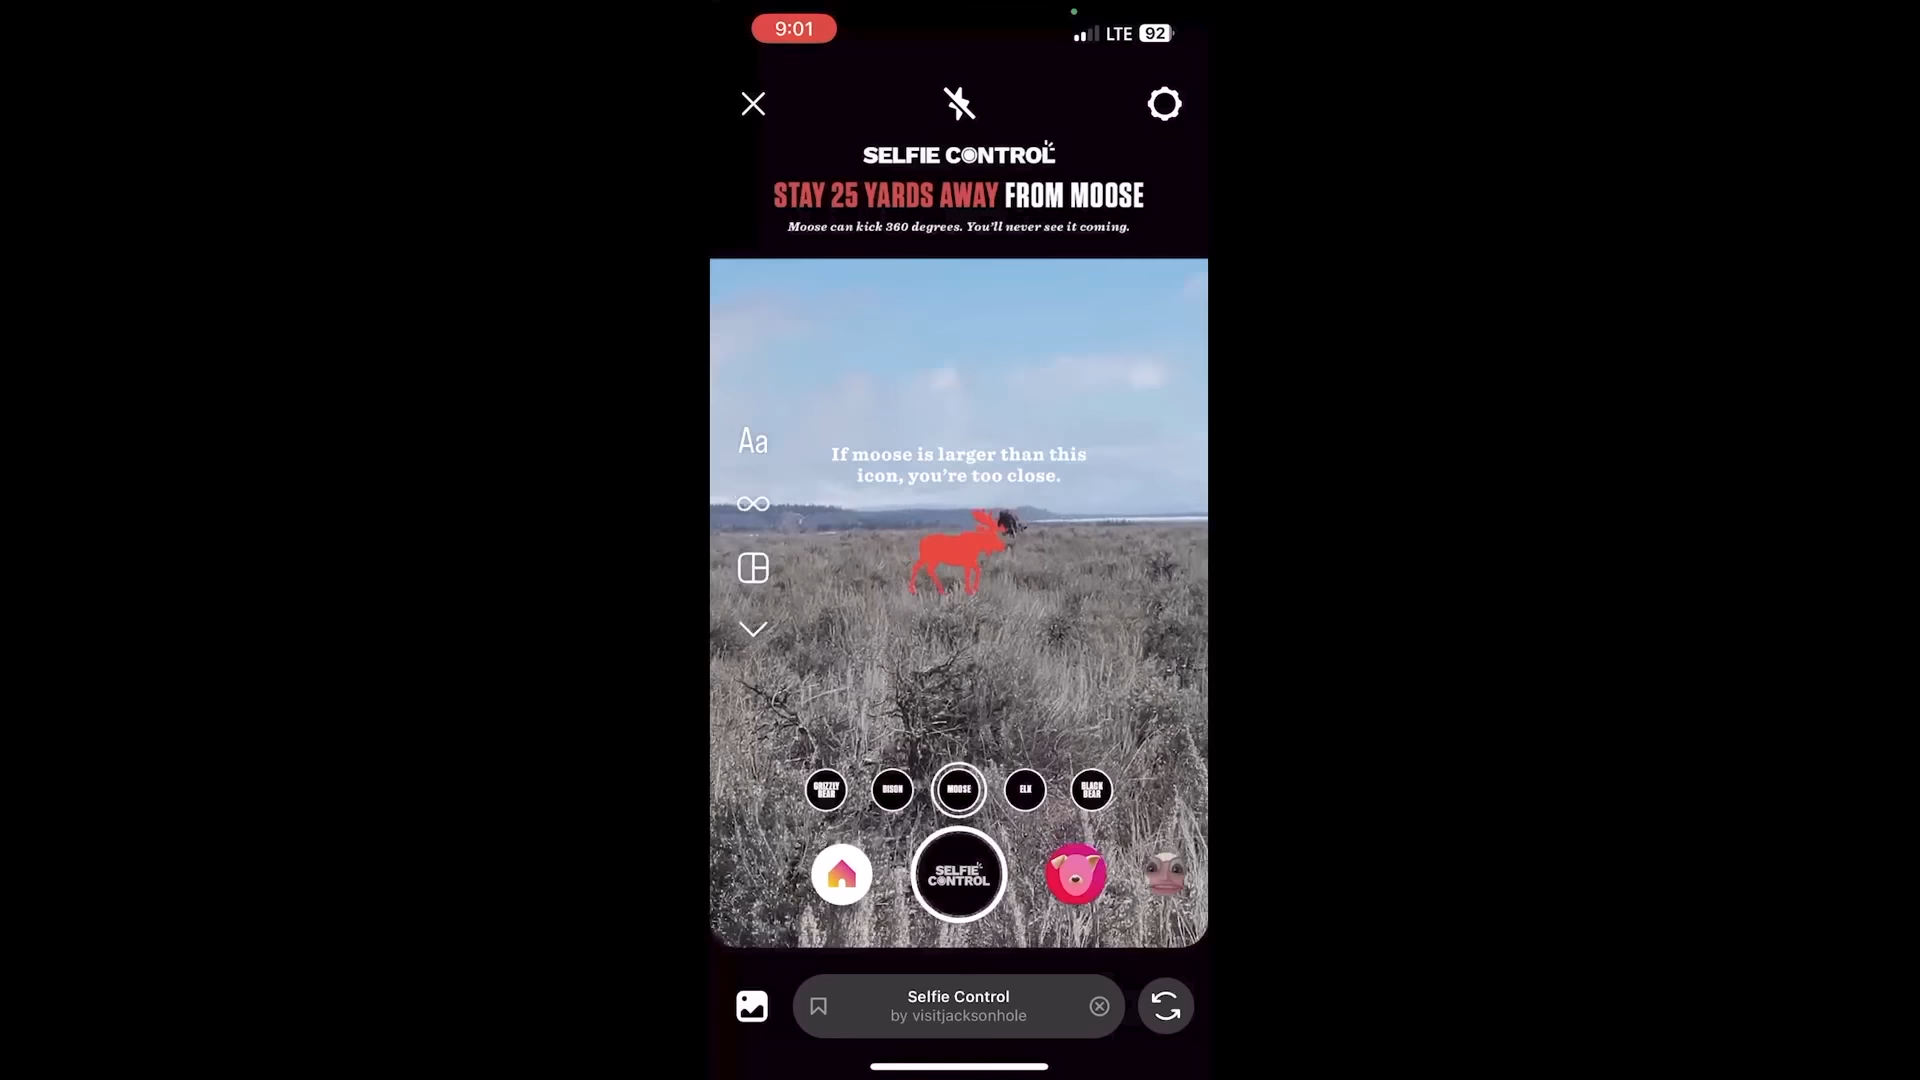 9:01
LTE 92
SELFIE CONTROL
STAY 25 YARDS AWAY FROM MOOSE
Moose can kick 360 degrees. You'll never see it coming.
Aa
If moose is larger than this
icon, you're too close.
GRIZZLY
BEAR
BISON
MOOSE
ELK
BLACK
BEAR
SELFIE
CONTROL
Selfie Control
by visitjacksonhole